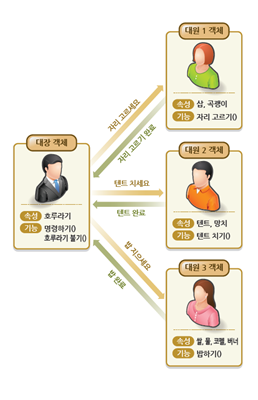 대원 1 객체
속성 삽, 곡괭이
기능 자리 고르기()
자리 고르세요
자리 고르기 완료
대장 객체
속성 호루라기
기능 명령하기()
호루라기 불기()
텐트 치세요
텐트 완료
대원 2 객체
속성 텐트, 망치
기능 텐트 치기()
밥 지으세요
밥 완료
대원 3 객체
속성 쌀, 물, 코펠, 버너
기능 밥하기()